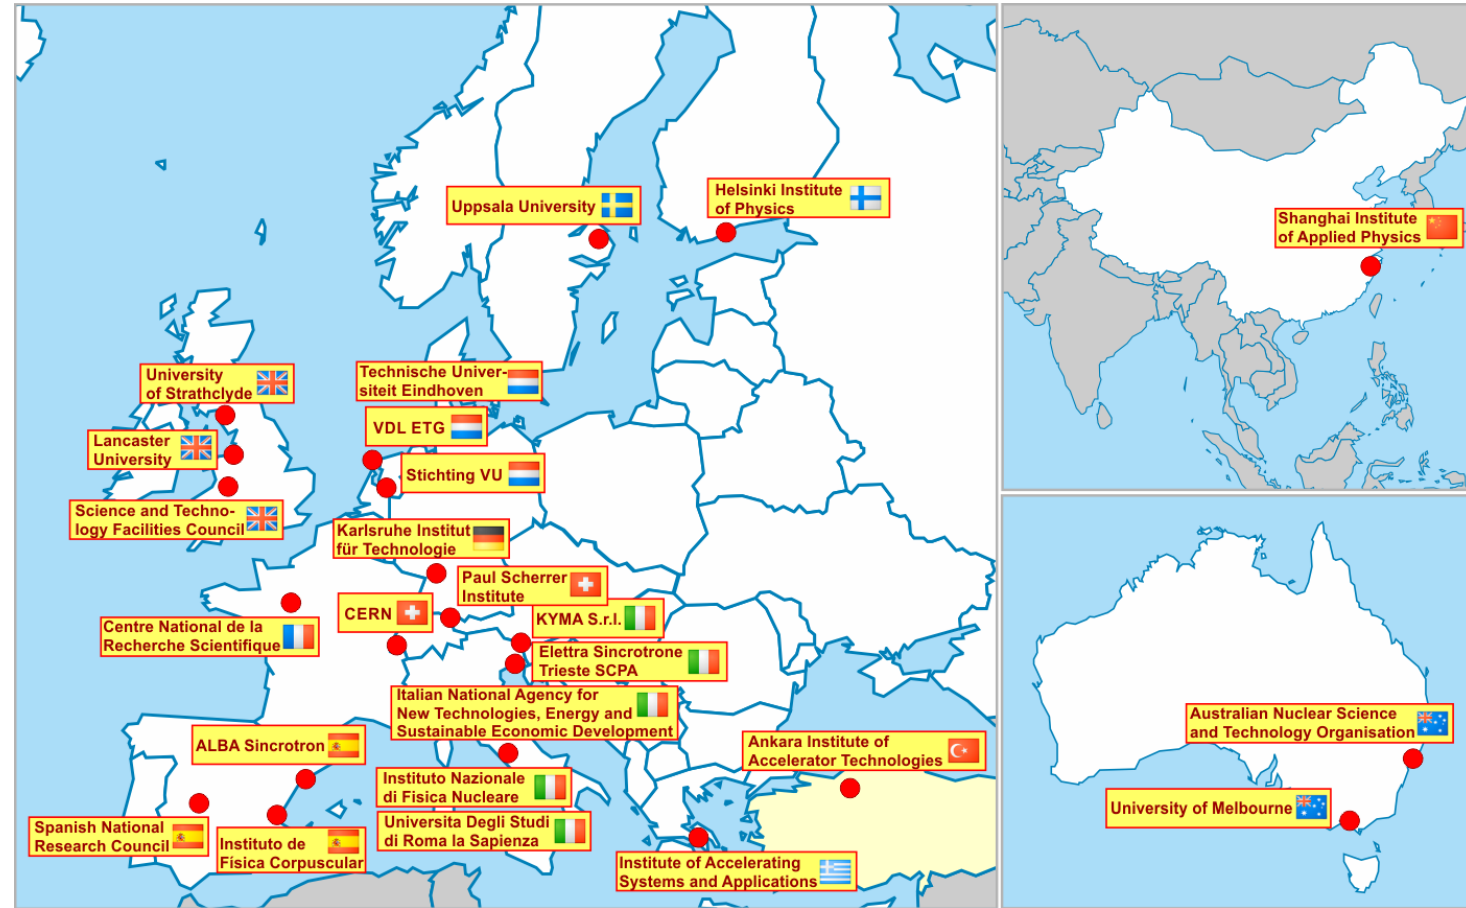 Uppsala University
Helsinki Institute
of Physics
Shanghai Institute
of Applied Physics
University
of Strathclyde
Technische Univer-
siteit Eindhoven
VDL ETG
Lancaster
University
Stichting VU
Science and Techno-
logy Facilities Council
Karlsruhe Institut
für Technologie
Paul Scherrer
Institute
CERN
KYMA S.r.l.
Centre National de la
Recherche Scientifique
Elettra Sincrotrone
Trieste SCPA
Italian National Agency for
New Technologies, Energy and
Sustainable Economic Development
ALBA Sincrotron
Ankara Institute of
Accelerator Technologies
Australian Nuclear Science
and Technology Organisation
Instituto Nazionale
di Fisica Nucleare
University of Melbourne
Spanish National
Research Council
Instituto de
Física Corpuscular
Universita Degli Studi
di Roma la Sapienza
Institute of Accelerating
Systems and Applications